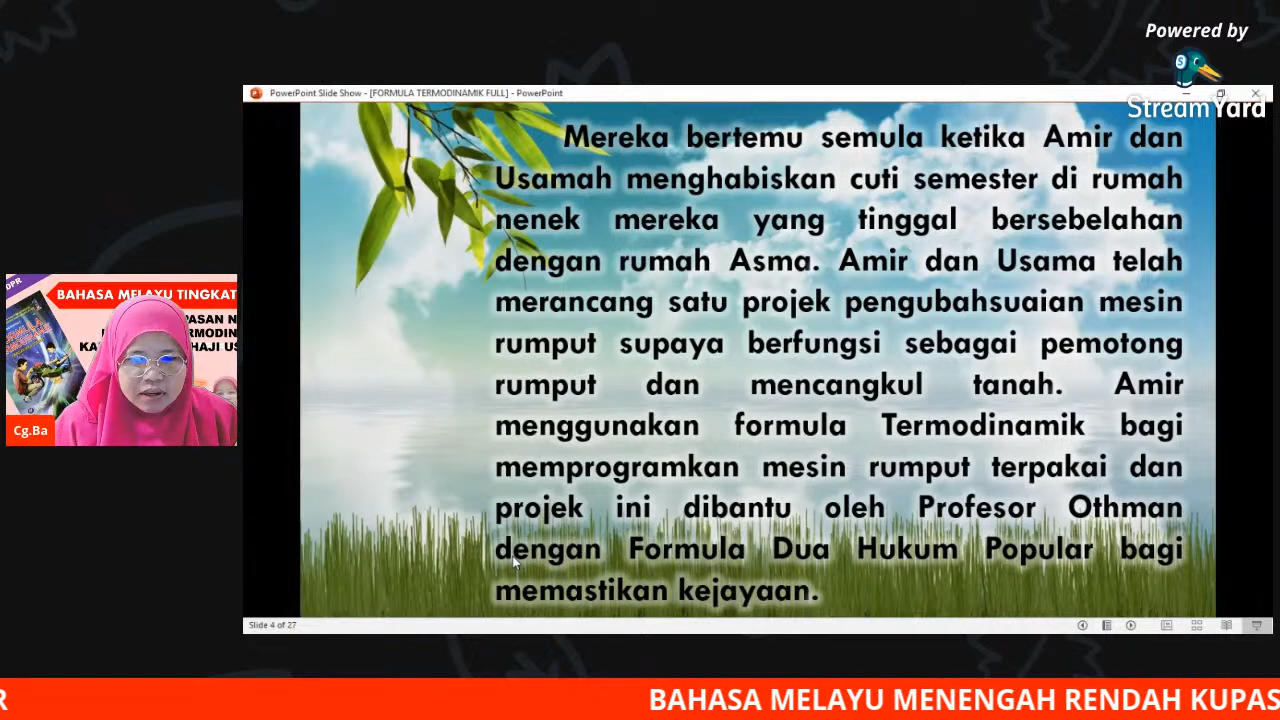 Powered by
StreamYard
PowerPoint Slide Show - [FORMULA TERMODINAMIK FULL] - PowerPoint
Mereka bertemu semula ketika Amir dan
Usamah menghabiskan cuti semester di rumah
nenek mereka yang tinggal bersebelahan
dengan rumah Asma. Amir dan Usama telah
merancang satu projek pengubahsuaian mesin
rumput supaya berfungsi sebagai pemotong
rumput dan mencangkul tanah. Amir
menggunakan formula Termodinamik bagi
memprogramkan mesin rumput terpakai dan
projek ini dibantu oleh Profesor Othman
dengan Formula Dua Hukum Popular bagi
memastikan kejayaan.
Slide 4 of 27
BAHASA MELAYU TINGKAT
Cg.Ba
R
BAHASA MELAYU MENENGAH RENDAH KUPAS